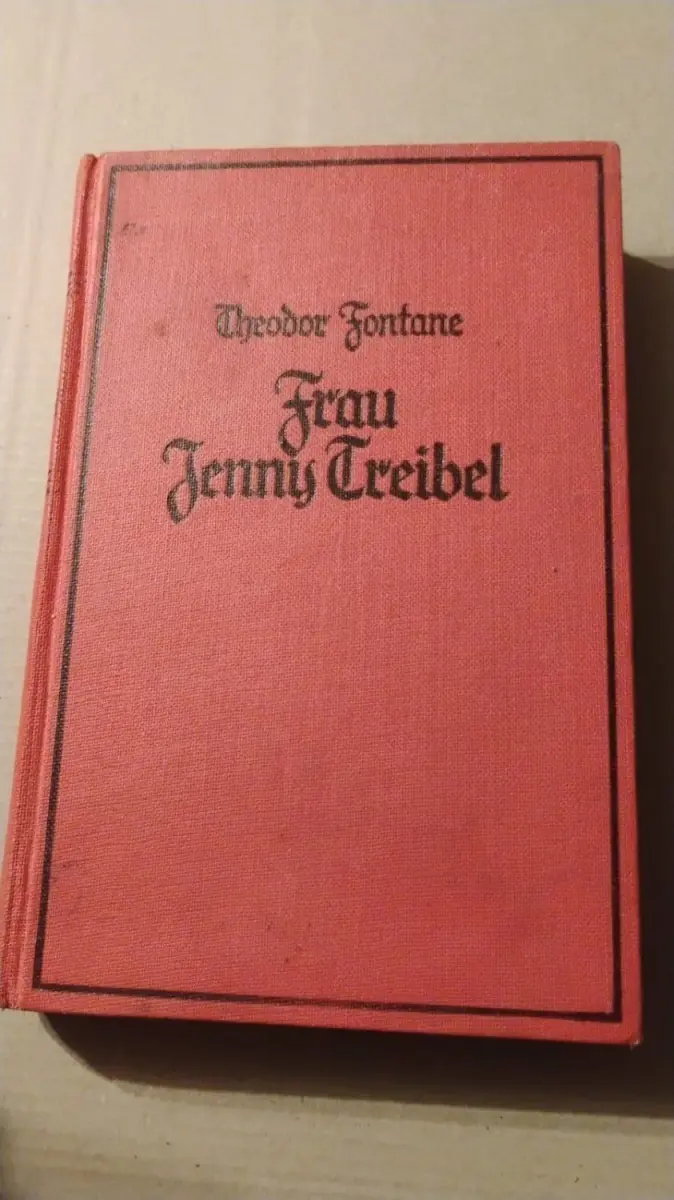 Theodor Fontane
Frau
Jenny Treibel